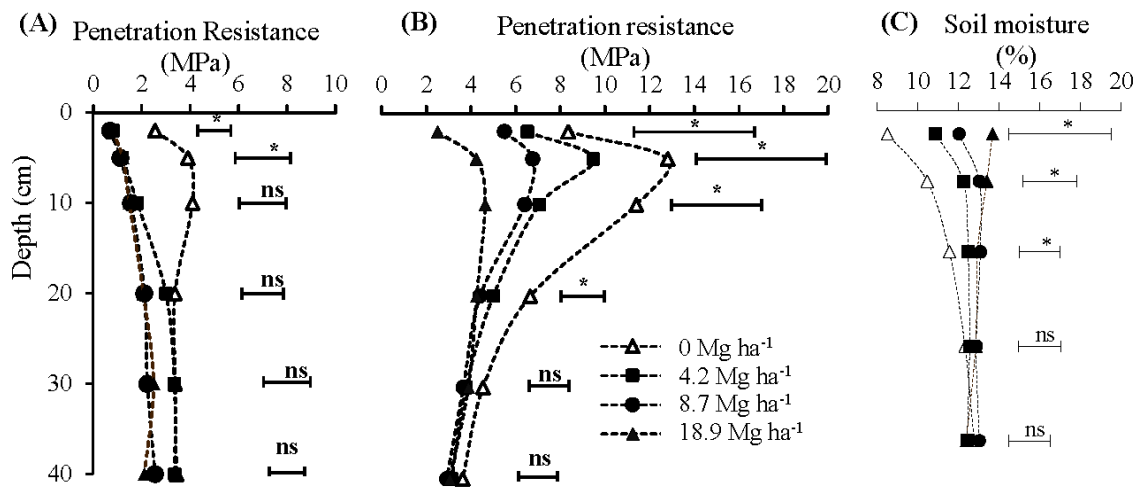 (A) Penetration Resistance
(MPa)
0 2 4 6 8 10
0
10
20
30
40
Depth (cm)
*
*
ns
ns
ns
ns
(B) Penetration resistance
(MPa)
0 2 4 6 8 10 12 14 16 18 20
*
*
*
*
ns
ns
0 Mg ha⁻¹
4.2 Mg ha⁻¹
8.7 Mg ha⁻¹
18.9 Mg ha⁻¹
(C) Soil moisture
(%)
8 10 12 14 16 18 20
*
*
*
ns
ns